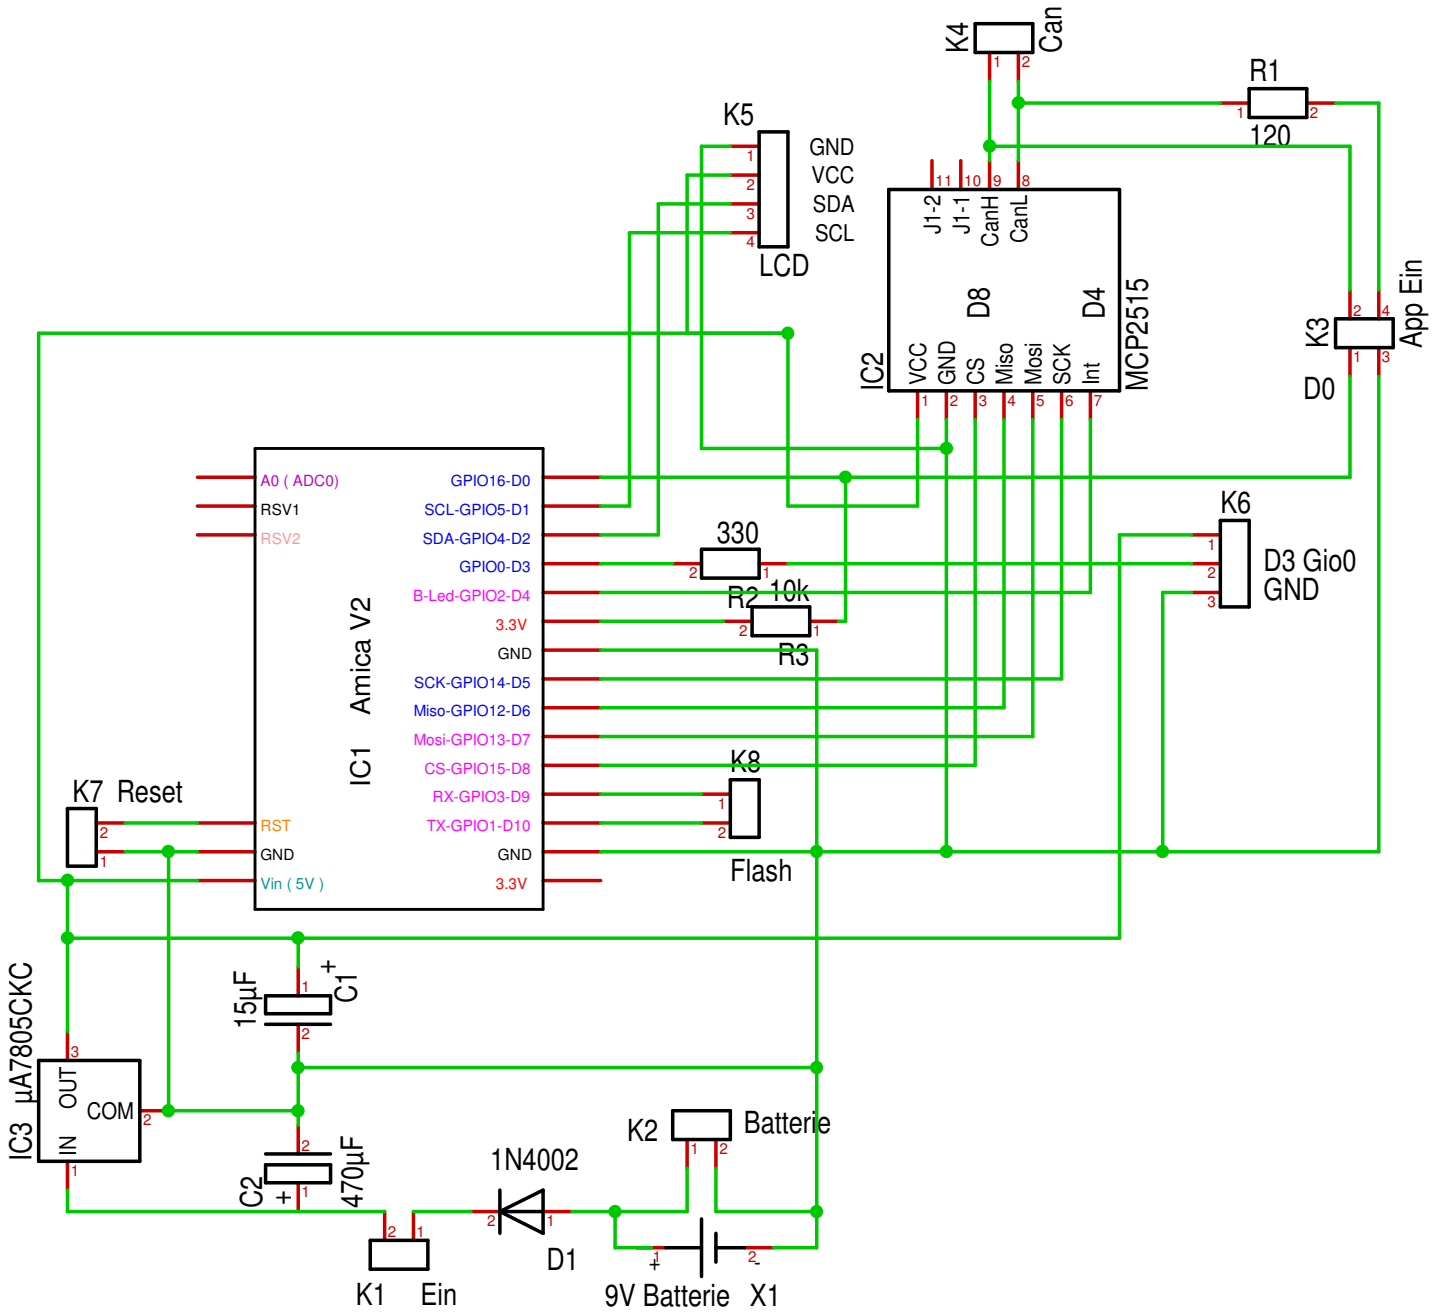 K4
Can
1
2
R1
1
2
120
K5
1
2
3
4
GND
VCC
SDA
SCL
LCD
11
10
9
8
J1-2
J1-1
CanH
CanL
D8
D4
MCP2515
IC2
VCC
GND
CS
Miso
Mosi
SCK
Int
1
2
3
4
5
6
7
2
4
K3
App Ein
1
3
D0
A0 ( ADC0)
RSV1
RSV2
GPIO16-D0
SCL-GPIO5-D1
SDA-GPIO4-D2
GPIO0-D3
B-Led-GPIO2-D4
3.3V
GND
SCK-GPIO14-D5
Miso-GPIO12-D6
Mosi-GPIO13-D7
CS-GPIO15-D8
RX-GPIO3-D9
TX-GPIO1-D10
GND
3.3V
IC1 Amica V2
RST
GND
Vin ( 5V )
330
2
1
R2
10k
2
1
R3
K6
1
2
3
D3 Gio0
GND
K8
1
2
Flash
K7 Reset
2
1
15µF
+
C1
1
2
IC3 µA7805CKC
3
OUT
COM
2
IN
1
2
C2
+
1
470µF
K2
Batterie
1
2
1N4002
2
1
D1
2
1
K1
Ein
1
+
2
-
9V Batterie
X1